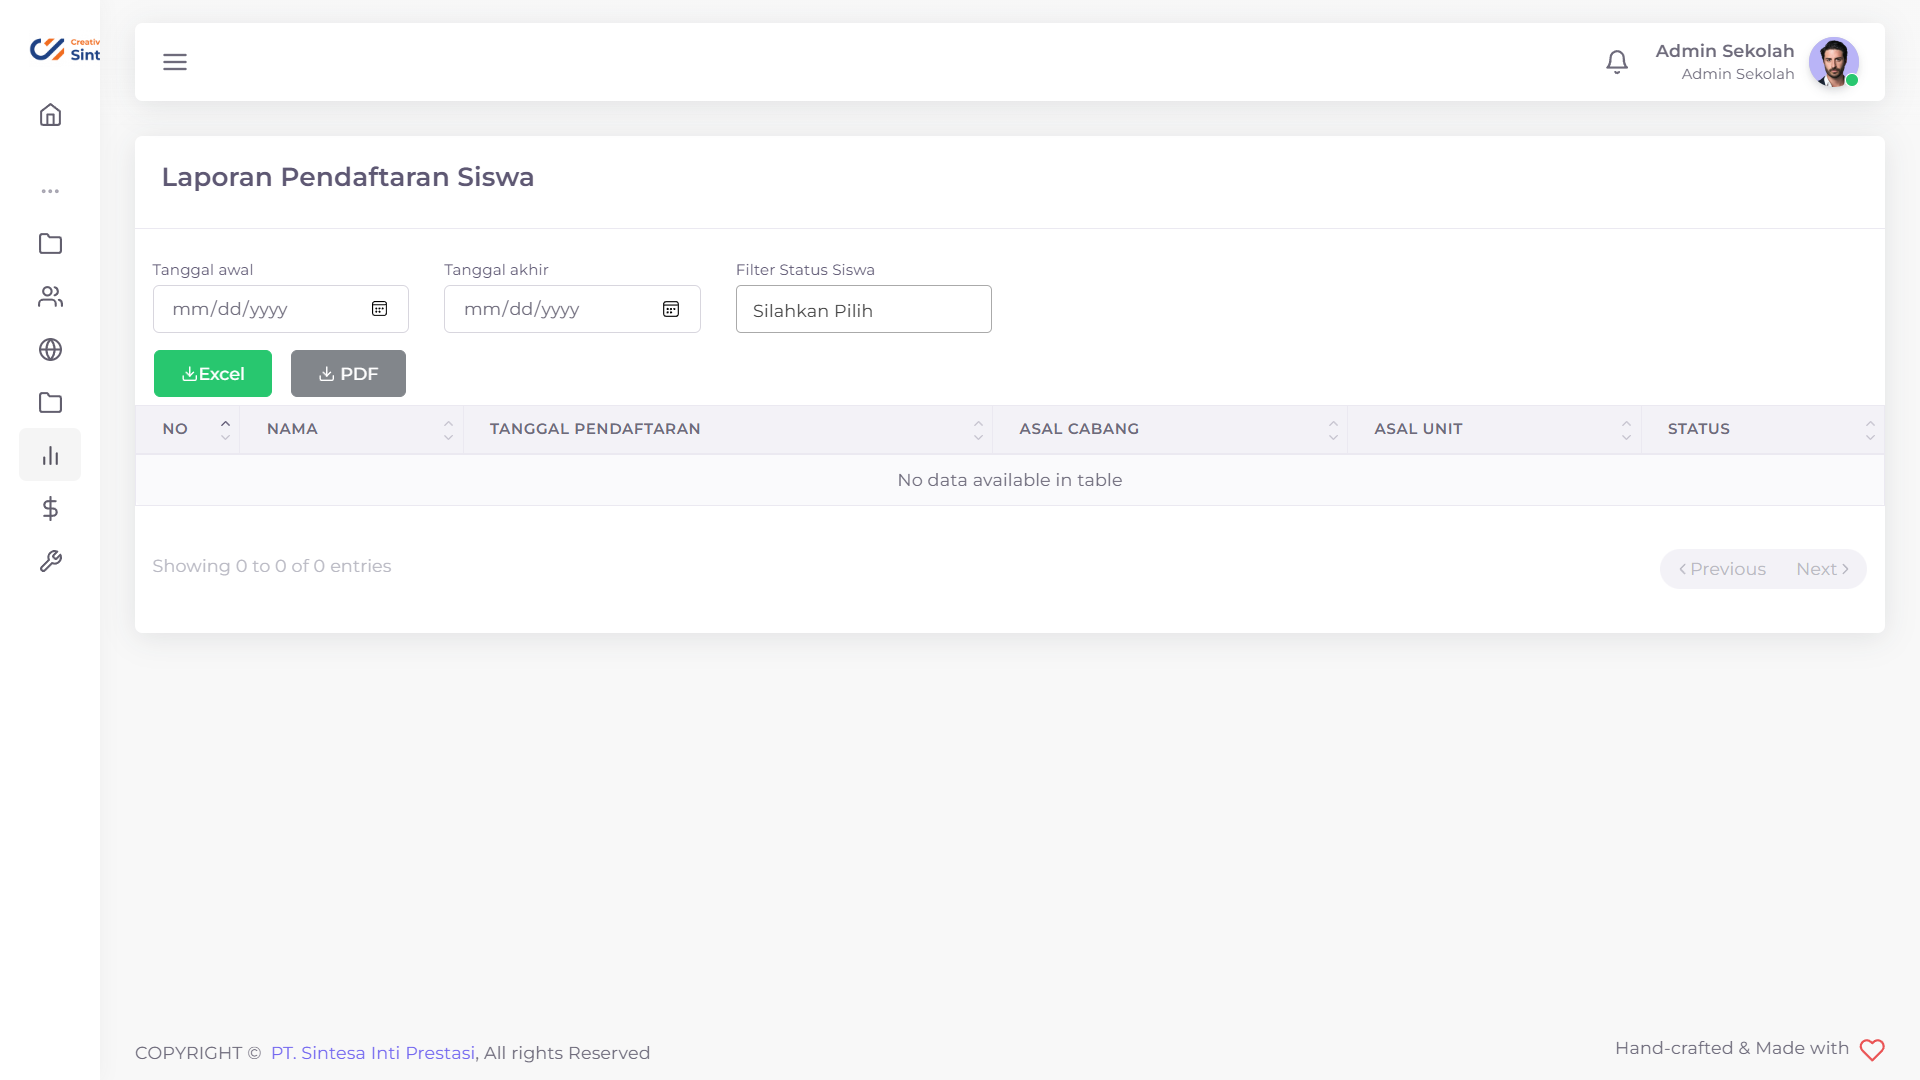 Creativ
Sint
Admin Sekolah
Admin Sekolah
Laporan Pendaftaran Siswa
Tanggal awal
Tanggal akhir
Filter Status Siswa
mm/dd/yyyy
mm/dd/yyyy
Silahkan Pilih
Excel
PDF
NO
NAMA
TANGGAL PENDAFTARAN
ASAL CABANG
ASAL UNIT
STATUS
No data available in table
Showing 0 to 0 of 0 entries
Previous
Next
COPYRIGHT © PT. Sintesa Inti Prestasi, All rights Reserved
Hand-crafted & Made with